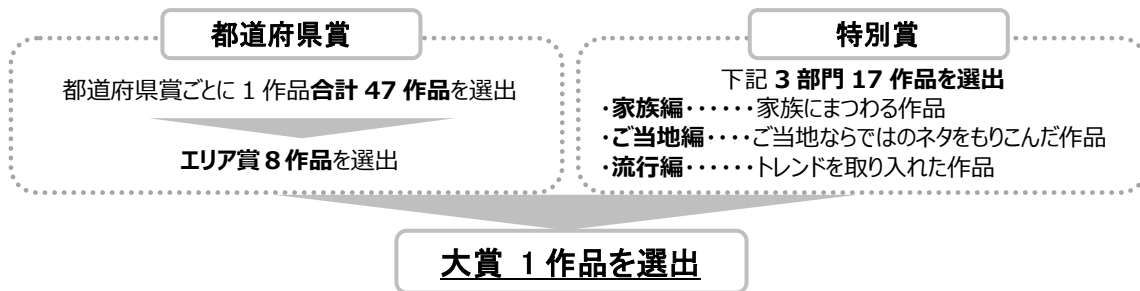 都道府県賞
都道府県賞ごとに 1 作品合計 47 作品を選出
エリア賞 8 作品を選出
特別賞
下記 3 部門 17 作品を選出
・家族編・・・・・・家族にまつわる作品
・ご当地編・・・・ご当地ならではのネタをもりこんだ作品
・流行編・・・・・・トレンドを取り入れた作品
大賞 1 作品を選出